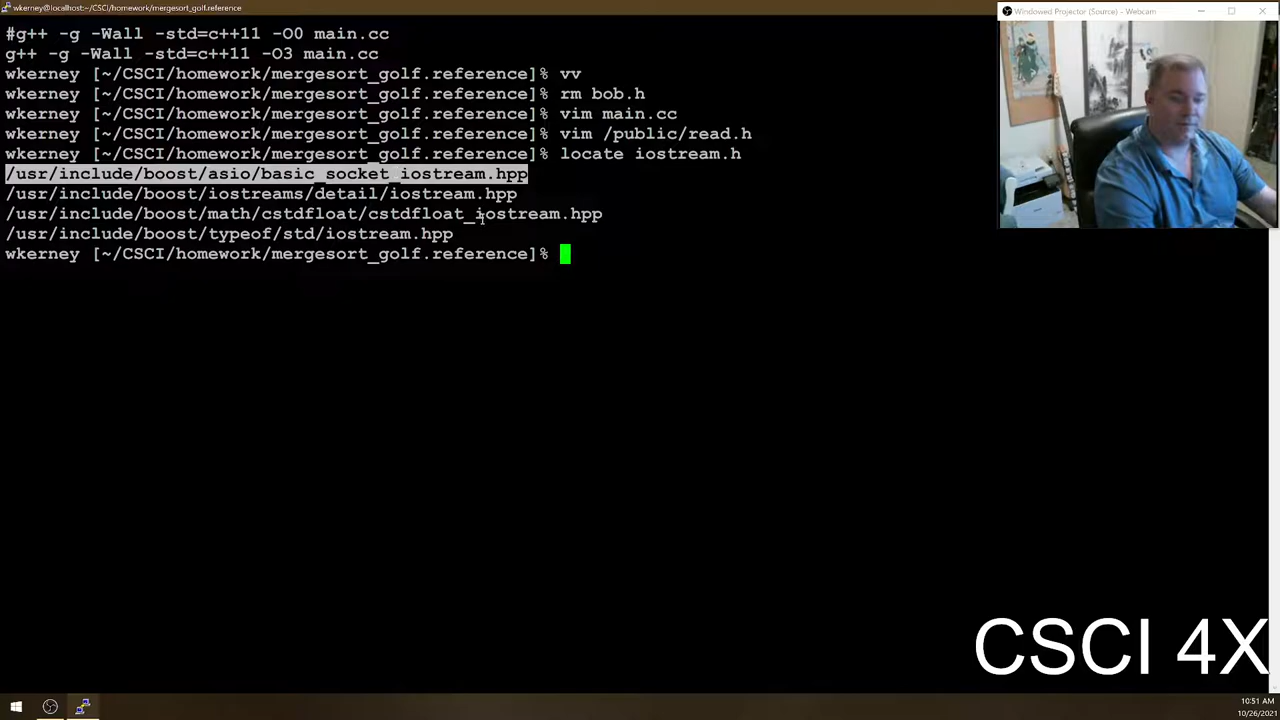 wkerney@localhost:~/CSCI/homework/mergesort_golf.reference
#g++ -g -Wall -std=c++11 -O0 main.cc
g++ -g -Wall -std=c++11 -O3 main.cc
wkerney [~/CSCI/homework/mergesort_golf.reference]% vv
wkerney [~/CSCI/homework/mergesort_golf.reference]% rm bob.h
wkerney [~/CSCI/homework/mergesort_golf.reference]% vim main.cc
wkerney [~/CSCI/homework/mergesort_golf.reference]% vim /public/read.h
wkerney [~/CSCI/homework/mergesort_golf.reference]% locate iostream.h
/usr/include/boost/asio/basic_socket_iostream.hpp
/usr/include/boost/iostreams/detail/iostream.hpp
/usr/include/boost/math/cstdfloat/cstdfloat_iostream.hpp
/usr/include/boost/typeof/std/iostream.hpp
wkerney [~/CSCI/homework/mergesort_golf.reference]%
Windowed Projector (Source) - Webcam
CSCI 4X
10:51 AM
10/26/2021